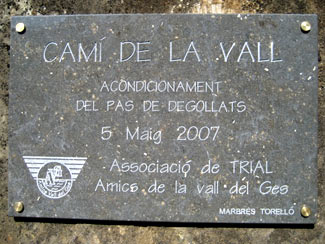 CAMÍ DE LA VALL
ACONDICIONAMENT
DEL PAS DE DEGOLLATS
5 Maig 2007
Associació de TRIAL
Amics de la vall del Ges
MARBRES TORELLÓ